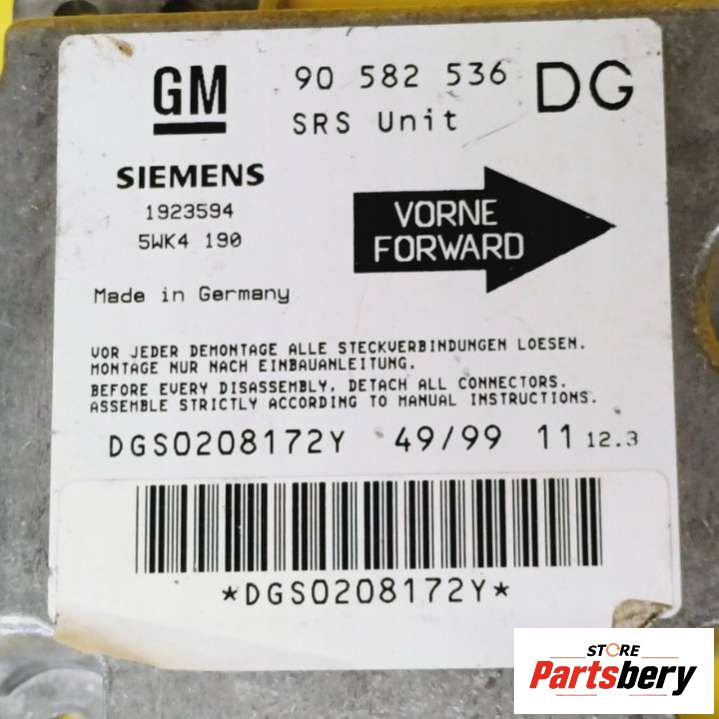 GM
90 582 536 DG
SRS Unit
SIEMENS
1923594
5WK4 190
VORNE
FORWARD
Made in Germany
VOR JEDER DEMONTAGE ALLE STECKVERBINDUNGEN LOESEN.
MONTAGE NUR NACH EINBAUANLEITUNG.
BEFORE EVERY DISASSEMBLY, DETACH ALL CONNECTORS.
ASSEMBLE STRICTLY ACCORDING TO MANUAL INSTRUCTIONS.
DGS0208172Y 49/99 11 12.3
*DGS0208172Y*
STORE
Partsbery